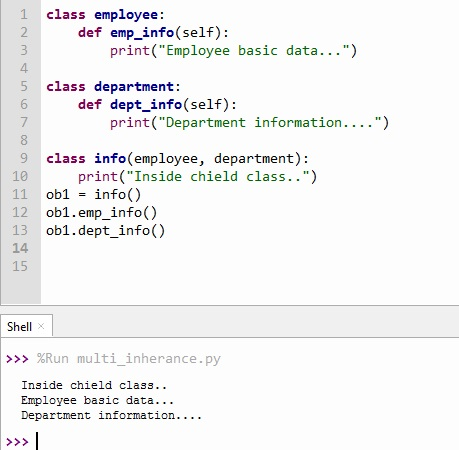 1 class employee:
2     def emp_info(self):
3         print("Employee basic data...")
4
5 class department:
6     def dept_info(self):
7         print("Department information....")
8
9 class info(employee, department):
10     print("Inside chield class..")
11 ob1 = info()
12 ob1.emp_info()
13 ob1.dept_info()
14
15
Shell ×
>>> %Run multi_inherance.py
Inside chield class..
Employee basic data...
Department information....
>>>